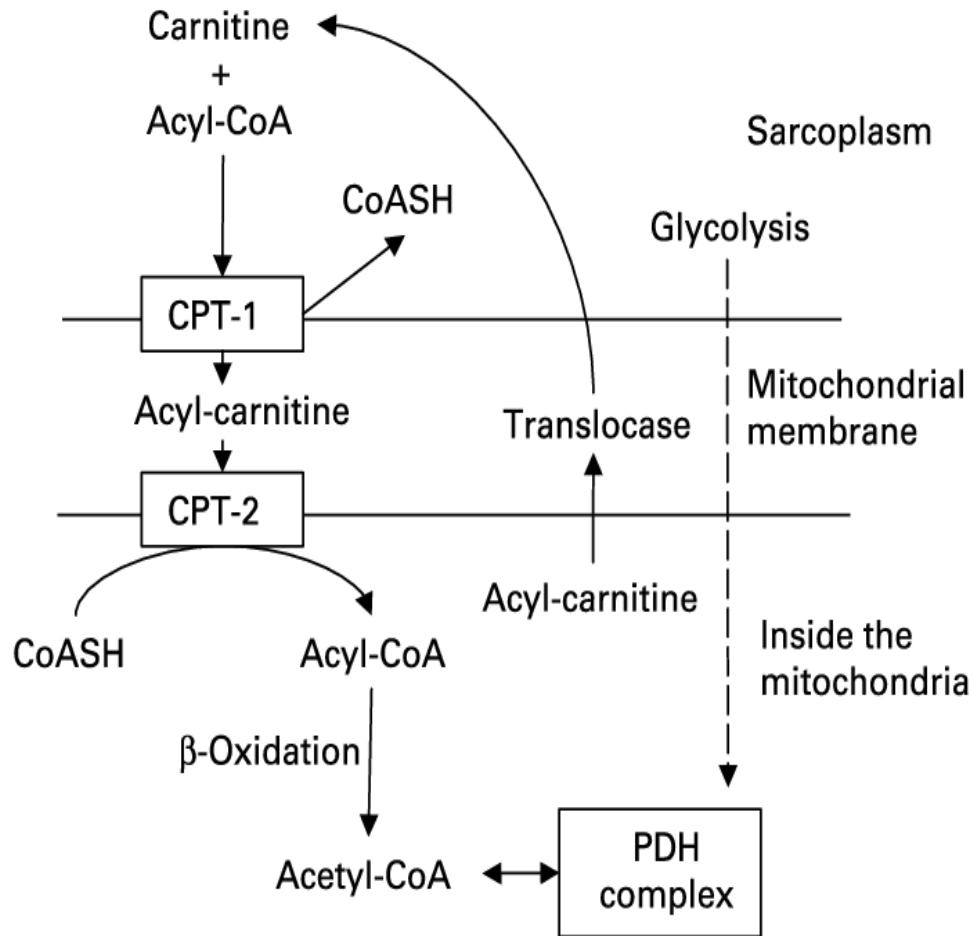 Carnitine
+
Acyl-CoA
Sarcoplasm
CoASH
Glycolysis
CPT-1
Acyl-carnitine
Translocase
Mitochondrial
membrane
CPT-2
Acyl-carnitine
CoASH
Acyl-CoA
Inside the
mitochondria
β-Oxidation
Acetyl-CoA
PDH
complex